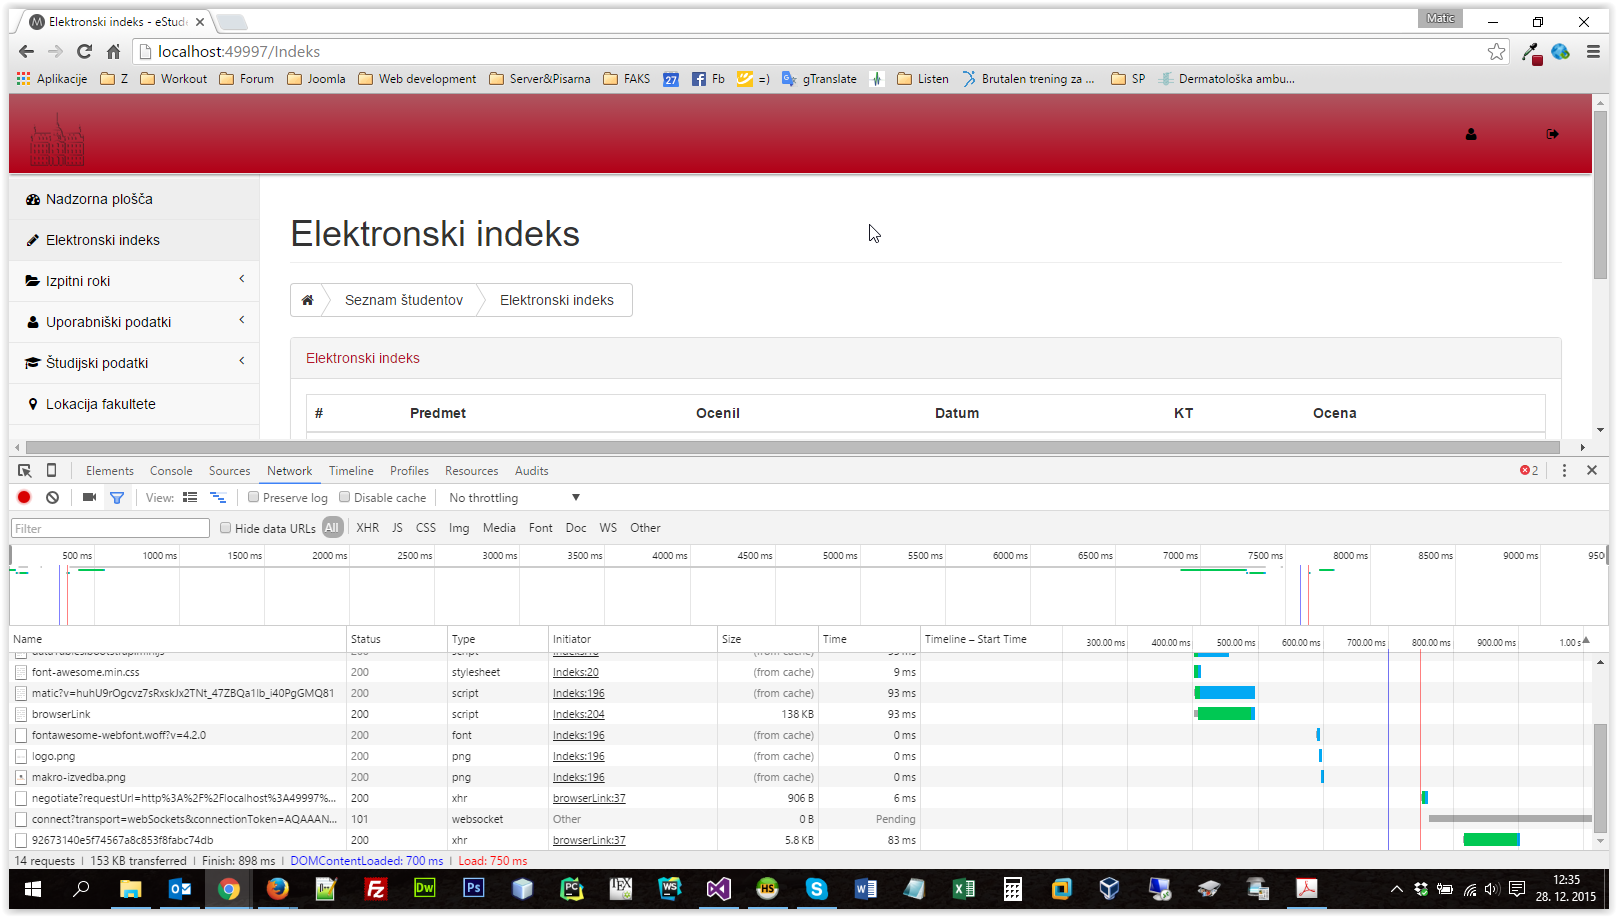 Elektronski indeks - eStud
Matic
localhost:49997/Indeks
Aplikacije Z Workout Forum Joomla Web development Server&Pisarna FAKS 27 Fb =) gTranslate Listen Brutalen trening za ... SP Dermatološka ambu...
Nadzorna plošča
Elektronski indeks
Izpitni roki
Uporabniški podatki
Študijski podatki
Lokacija fakultete
Elektronski indeks
Seznam študentov Elektronski indeks
Elektronski indeks
# Predmet Ocenil Datum KT Ocena
Elements Console Sources Network Timeline Profiles Resources Audits 2
View: Preserve log Disable cache No throttling
Filter Hide data URLs All XHR JS CSS Img Media Font Doc WS Other
500 ms 1000 ms 1500 ms 2000 ms 2500 ms 3000 ms 3500 ms 4000 ms 4500 ms 5000 ms 5500 ms 6000 ms 6500 ms 7000 ms 7500 ms 8000 ms 8500 ms 9000 ms 950
Name Status Type Initiator Size Time Timeline – Start Time 300.00 ms 400.00 ms 500.00 ms 600.00 ms 700.00 ms 800.00 ms 900.00 ms 1.00 s
font-awesome.min.css 200 stylesheet Indeks:20 (from cache) 9 ms
matic?v=huhU9rOgcvz7sRxskJx2TNt_47ZBQa1Ib_i40PgGMQ81 200 script Indeks:196 (from cache) 93 ms
browserLink 200 script Indeks:204 138 KB 93 ms
fontawesome-webfont.woff?v=4.2.0 200 font Indeks:196 (from cache) 0 ms
logo.png 200 png Indeks:196 (from cache) 0 ms
makro-izvedba.png 200 png Indeks:196 (from cache) 0 ms
negotiate?requestUrl=http%3A%2F%2Flocalhost%3A49997%... 200 xhr browserLink:37 906 B 6 ms
connect?transport=webSockets&connectionToken=AQAAAN... 101 websocket Other 0 B Pending
92673140e5f74567a8c853f8fabc74db 200 xhr browserLink:37 5.8 KB 83 ms
14 requests | 153 KB transferred | Finish: 898 ms | DOMContentLoaded: 700 ms | Load: 750 ms
12:35
28. 12. 2015